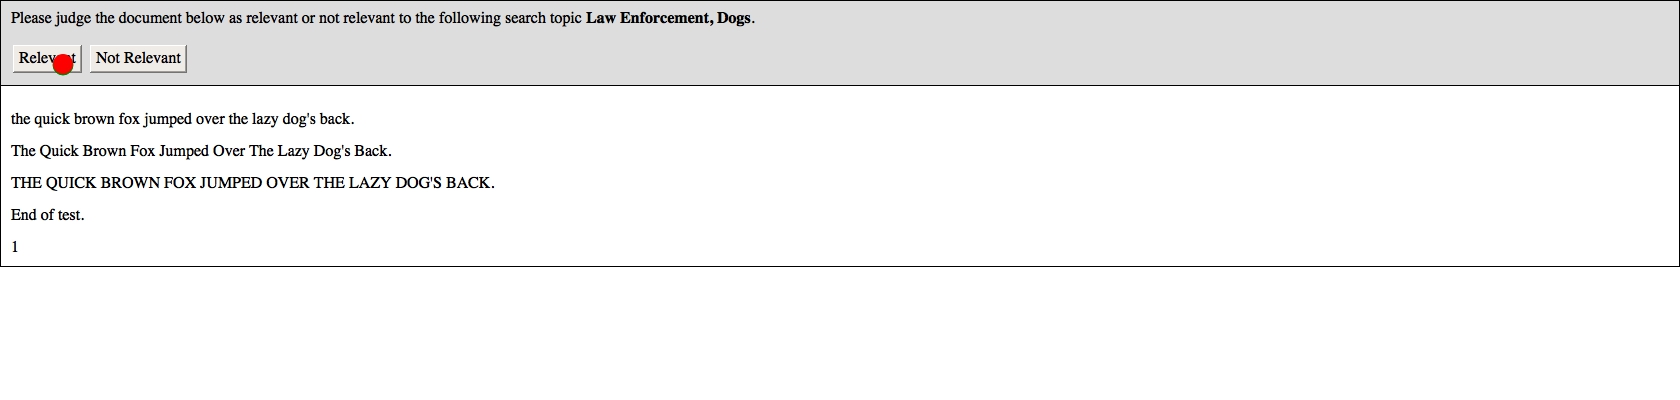 Please judge the document below as relevant or not relevant to the following search topic Law Enforcement, Dogs.
Relevant Not Relevant
the quick brown fox jumped over the lazy dog's back.
The Quick Brown Fox Jumped Over The Lazy Dog's Back.
THE QUICK BROWN FOX JUMPED OVER THE LAZY DOG'S BACK.
End of test.
1